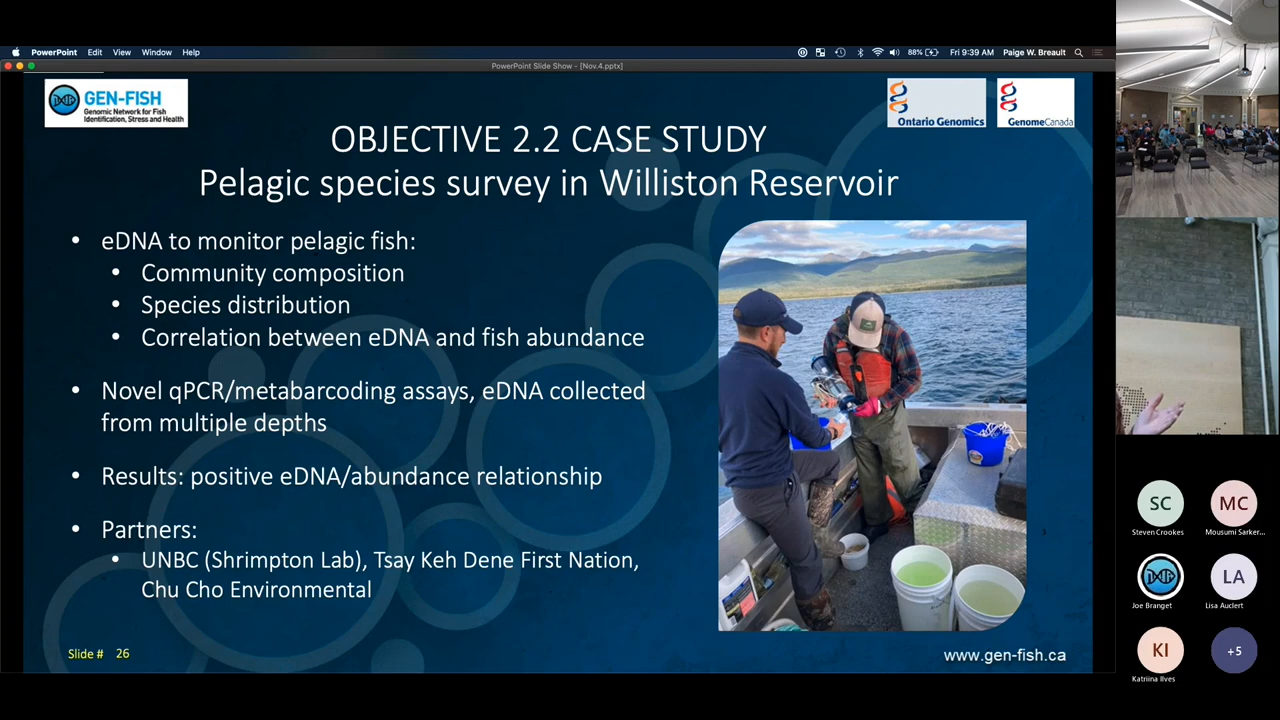 PowerPoint Edit View Window Help
88% Fri 9:39 AM Paige W. Breault
PowerPoint Slide Show - [Nov.4.pptx]
GEN-FISH
Genomic Network for Fish
Identification, Stress and Health
Ontario Genomics
GenomeCanada
OBJECTIVE 2.2 CASE STUDY
Pelagic species survey in Williston Reservoir
• eDNA to monitor pelagic fish:
• Community composition
• Species distribution
• Correlation between eDNA and fish abundance
• Novel qPCR/metabarcoding assays, eDNA collected
from multiple depths
• Results: positive eDNA/abundance relationship
• Partners:
• UNBC (Shrimpton Lab), Tsay Keh Dene First Nation,
Chu Cho Environmental
Slide # 26
www.gen-fish.ca
SC
Steven Crookes
MC
Mousumi Sarker...
Joe Branget
LA
Lisa Auclert
KI
Katriina Ilves
+5